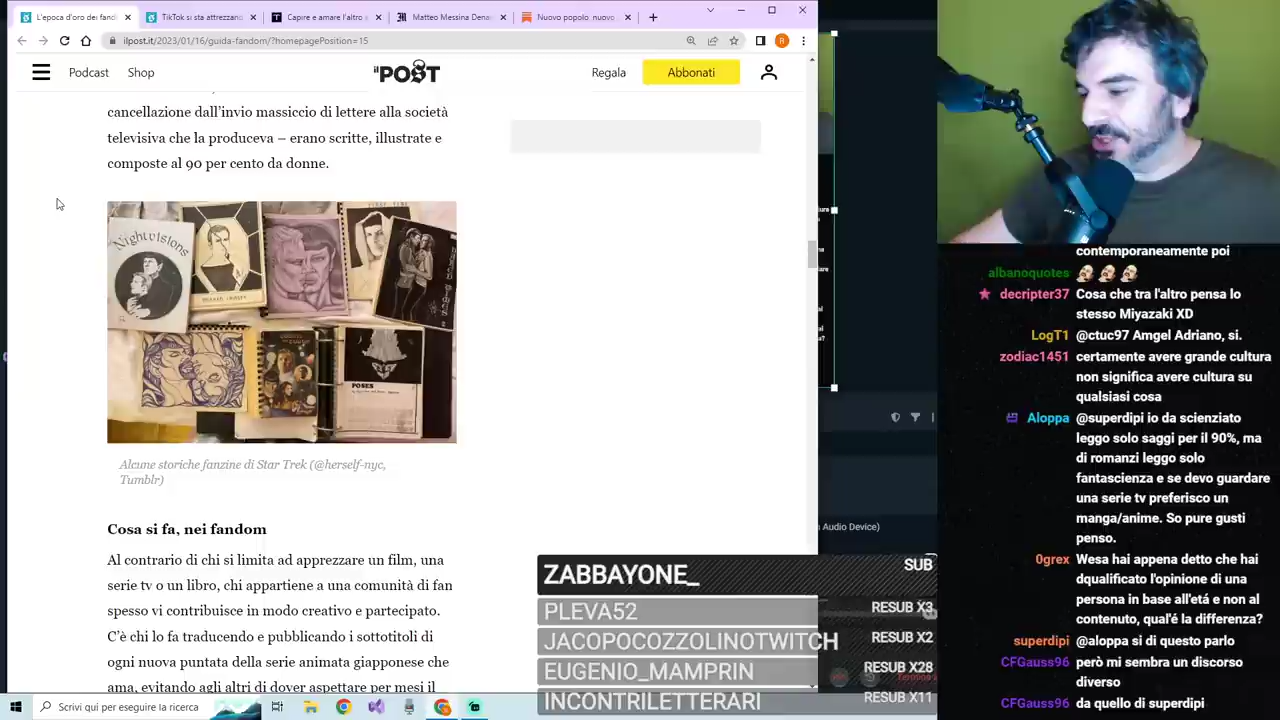 L'epoca d'oro dei fand
TikTok si sta attrezzando
Capire e amare l'altro
Matteo Messina Dena
Nuovo popolo, nuovo
ilpost.it/2023/01/16/guida-fandom/?homepagePosition=15
R
Podcast Shop
il POST
Regala
Abbonati
cancellazione dall'invio massiccio di lettere alla società
televisiva che la produceva – erano scritte, illustrate e
composte al 90 per cento da donne.
Nightvisions
POSES
Alcune storiche fanzine di Star Trek (@herself-nyc,
Tumblr)
Cosa si fa, nei fandom
Al contrario di chi si limita ad apprezzare un film, una
serie tv o un libro, chi appartiene a una comunità di fan
spesso vi contribuisce in modo creativo e partecipato.
C'è chi lo fa traducendo e pubblicando i sottotitoli di
ogni nuova puntata della serie animata giapponese che
ama, evitando agli altri di dover aspettare per mesi il
n Audio Device)
ZABBAYONE_ SUB
PLEVA52 RESUB X3
JACOPOCOZZOLINOTWITCH RESUB X2
EUGENIO_MAMPRIN RESUB X28
INCONTRILETTERARI RESUB X11
Scrivi qui per eseguire la ricerca
contemporaneamente poi
albanoquotes
decripter37 Cosa che tra l'altro pensa lo
stesso Miyazaki XD
LogT1 @ctuc97 Amgel Adriano, si.
zodiac1451 certamente avere grande cultura
non significa avere cultura su
qualsiasi cosa
Aloppa @superdipi io da scienziato
leggo solo saggi per il 90%, ma
di romanzi leggo solo
fantascienza e se devo guardare
una serie tv preferisco un
manga/anime. So pure gusti
penso.
0grex Wesa hai appena detto che hai
dqualificato l'opinione di una
persona in base all'etá e non al
contenuto, qual'é la differenza?
superdipi @aloppa si di questo parlo
CFGauss96 però mi sembra un discorso
diverso
CFGauss96 da quello di superdipi